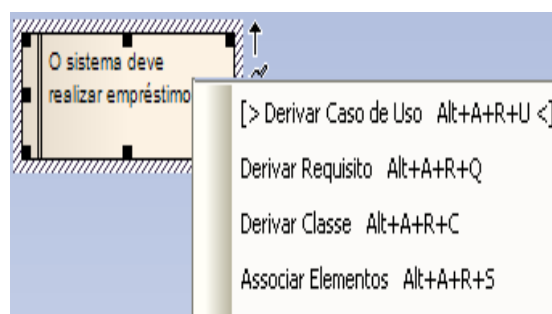 O sistema deve
realizar empréstimo
[> Derivar Caso de Uso Alt+A+R+U <]
Derivar Requisito Alt+A+R+Q
Derivar Classe Alt+A+R+C
Associar Elementos Alt+A+R+S